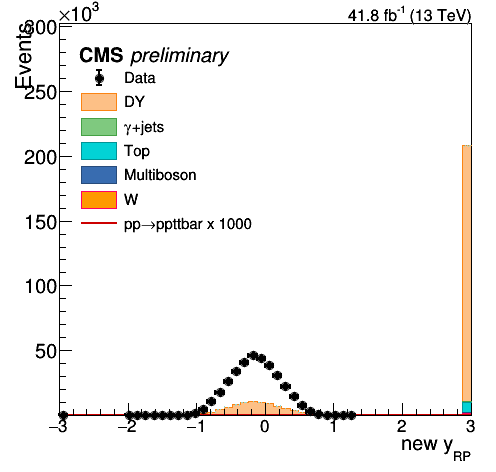 ×10³
41.8 fb⁻¹ (13 TeV)
Events
300
250
200
150
100
50
CMS preliminary
Data
DY
γ+jets
Top
Multiboson
W
pp→ppttbar x 1000
−3 −2 −1 0 1 2 3
new y_RP